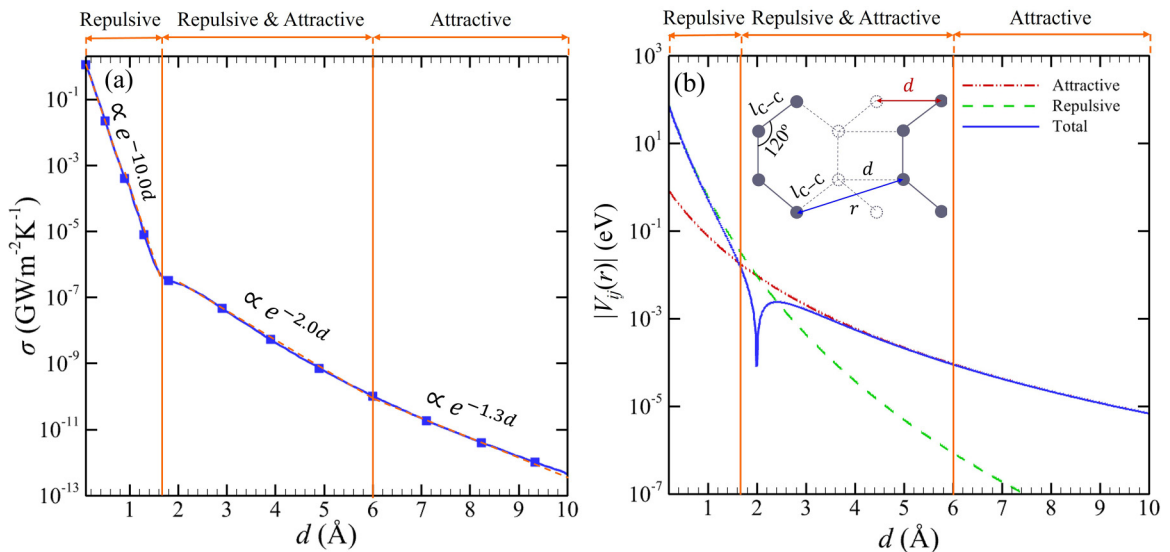 Repulsive Repulsive & Attractive Attractive
(a)
∝ e^−10.0d
∝ e^−2.0d
∝ e^−1.3d
σ (GWm⁻²K⁻¹)
10⁻¹
10⁻³
10⁻⁵
10⁻⁷
10⁻⁹
10⁻¹¹
10⁻¹³
1 2 3 4 5 6 7 8 9 10
d (Å)
Repulsive Repulsive & Attractive Attractive
(b)
|V_ij(r)| (eV)
10³
10¹
10⁻¹
10⁻³
10⁻⁵
10⁻⁷
l_C−C
120°
d
d
l_C−C
r
Attractive
Repulsive
Total
1 2 3 4 5 6 7 8 9 10
d (Å)